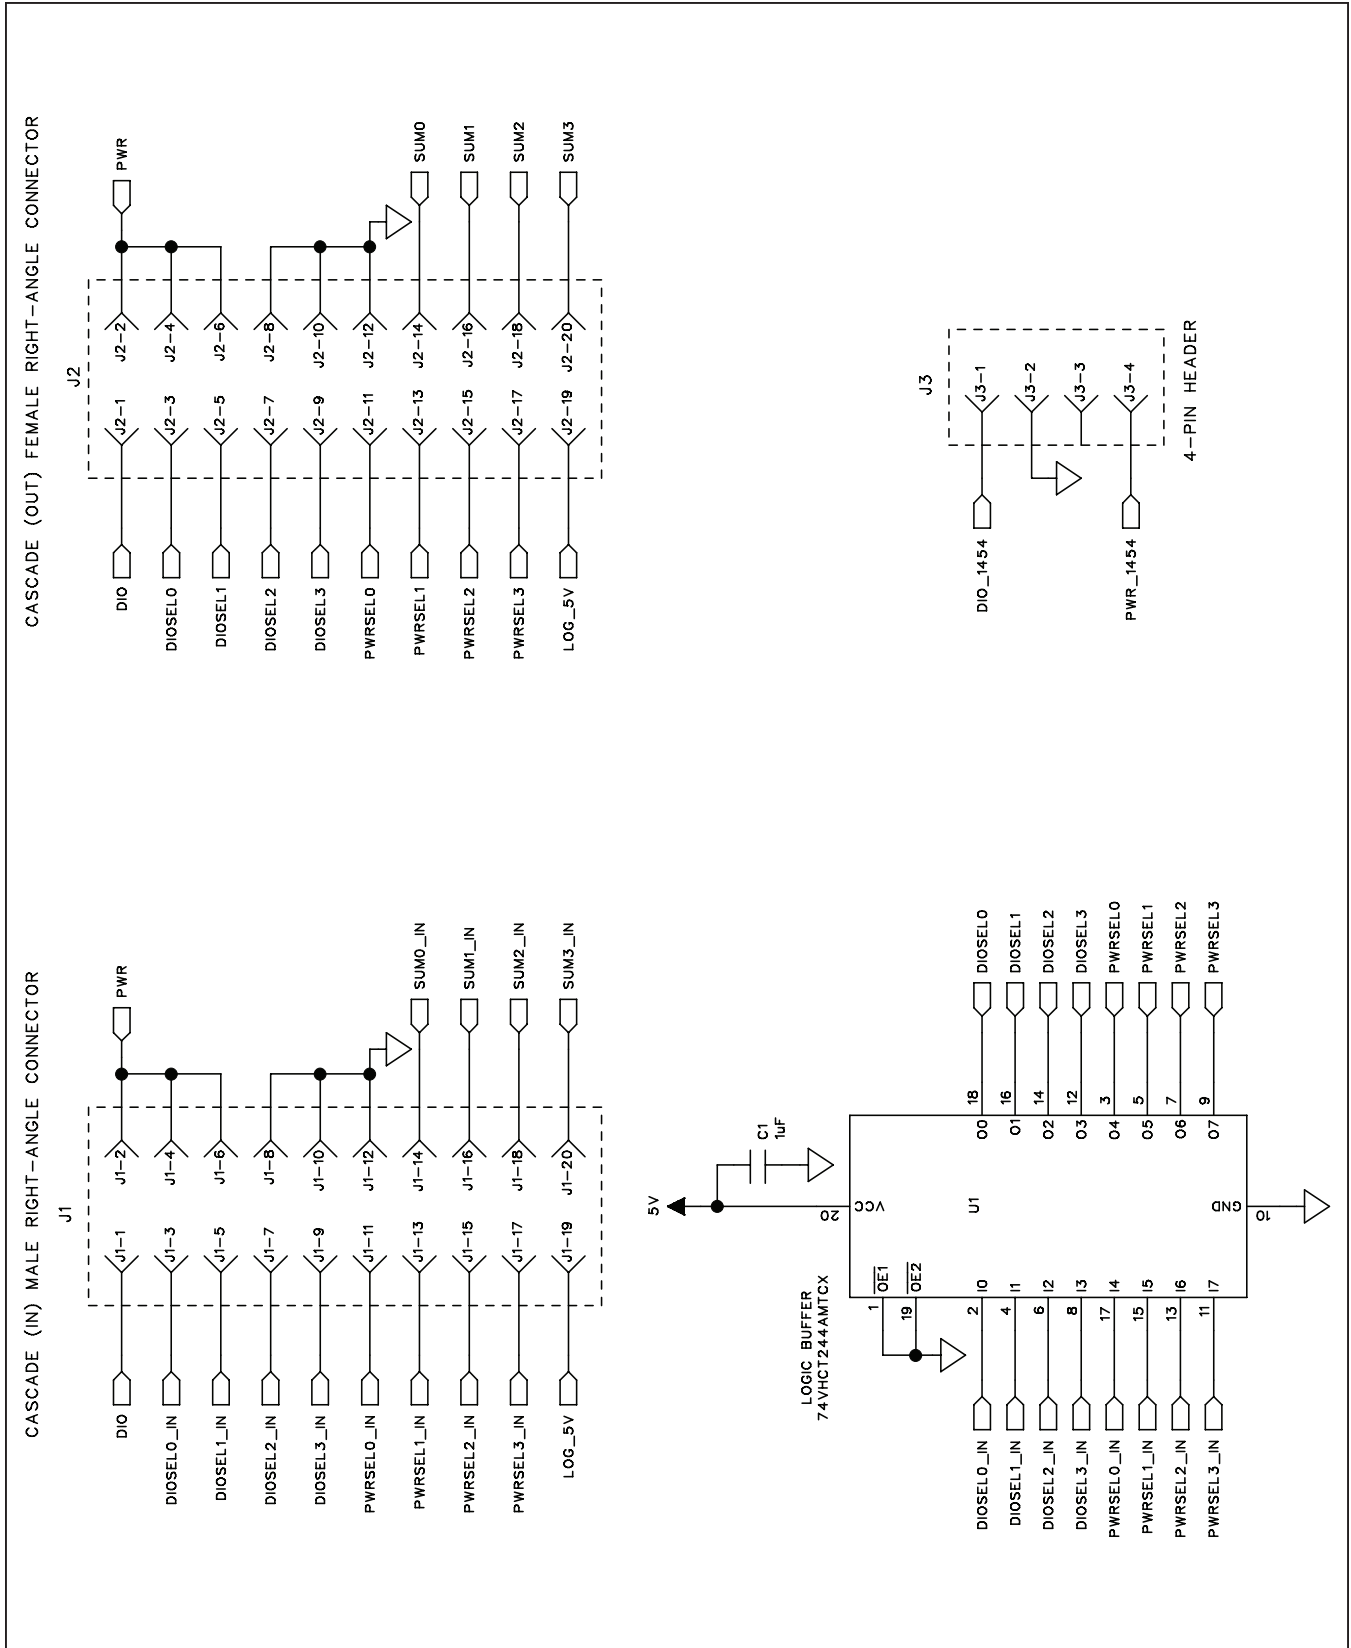 CASCADE (IN) MALE RIGHT-ANGLE CONNECTOR
J1
DIO
J1-1
J1-2
PWR
DIOSEL0_IN
J1-3
J1-4
DIOSEL1_IN
J1-5
J1-6
DIOSEL2_IN
J1-7
J1-8
DIOSEL3_IN
J1-9
J1-10
PWRSEL0_IN
J1-11
J1-12
PWRSEL1_IN
J1-13
J1-14
SUM0_IN
PWRSEL2_IN
J1-15
J1-16
SUM1_IN
PWRSEL3_IN
J1-17
J1-18
SUM2_IN
LOG_5V
J1-19
J1-20
SUM3_IN
CASCADE (OUT) FEMALE RIGHT-ANGLE CONNECTOR
J2
DIO
J2-1
J2-2
PWR
DIOSEL0
J2-3
J2-4
DIOSEL1
J2-5
J2-6
DIOSEL2
J2-7
J2-8
DIOSEL3
J2-9
J2-10
PWRSEL0
J2-11
J2-12
PWRSEL1
J2-13
J2-14
SUM0
PWRSEL2
J2-15
J2-16
SUM1
PWRSEL3
J2-17
J2-18
SUM2
LOG_5V
J2-19
J2-20
SUM3
5V
C1
1uF
LOGIC BUFFER
74VHCT244AMTCX
20
VCC
1
OE1
19
OE2
U1
DIOSEL0_IN
2
I0
O0
18
DIOSEL0
DIOSEL1_IN
4
I1
O1
16
DIOSEL1
DIOSEL2_IN
6
I2
O2
14
DIOSEL2
DIOSEL3_IN
8
I3
O3
12
DIOSEL3
PWRSEL0_IN
17
I4
O4
3
PWRSEL0
PWRSEL1_IN
15
I5
O5
5
PWRSEL1
PWRSEL2_IN
13
I6
O6
7
PWRSEL2
PWRSEL3_IN
11
I7
O7
9
PWRSEL3
GND
10
J3
DIO_1454
J3-1
J3-2
J3-3
PWR_1454
J3-4
4-PIN HEADER